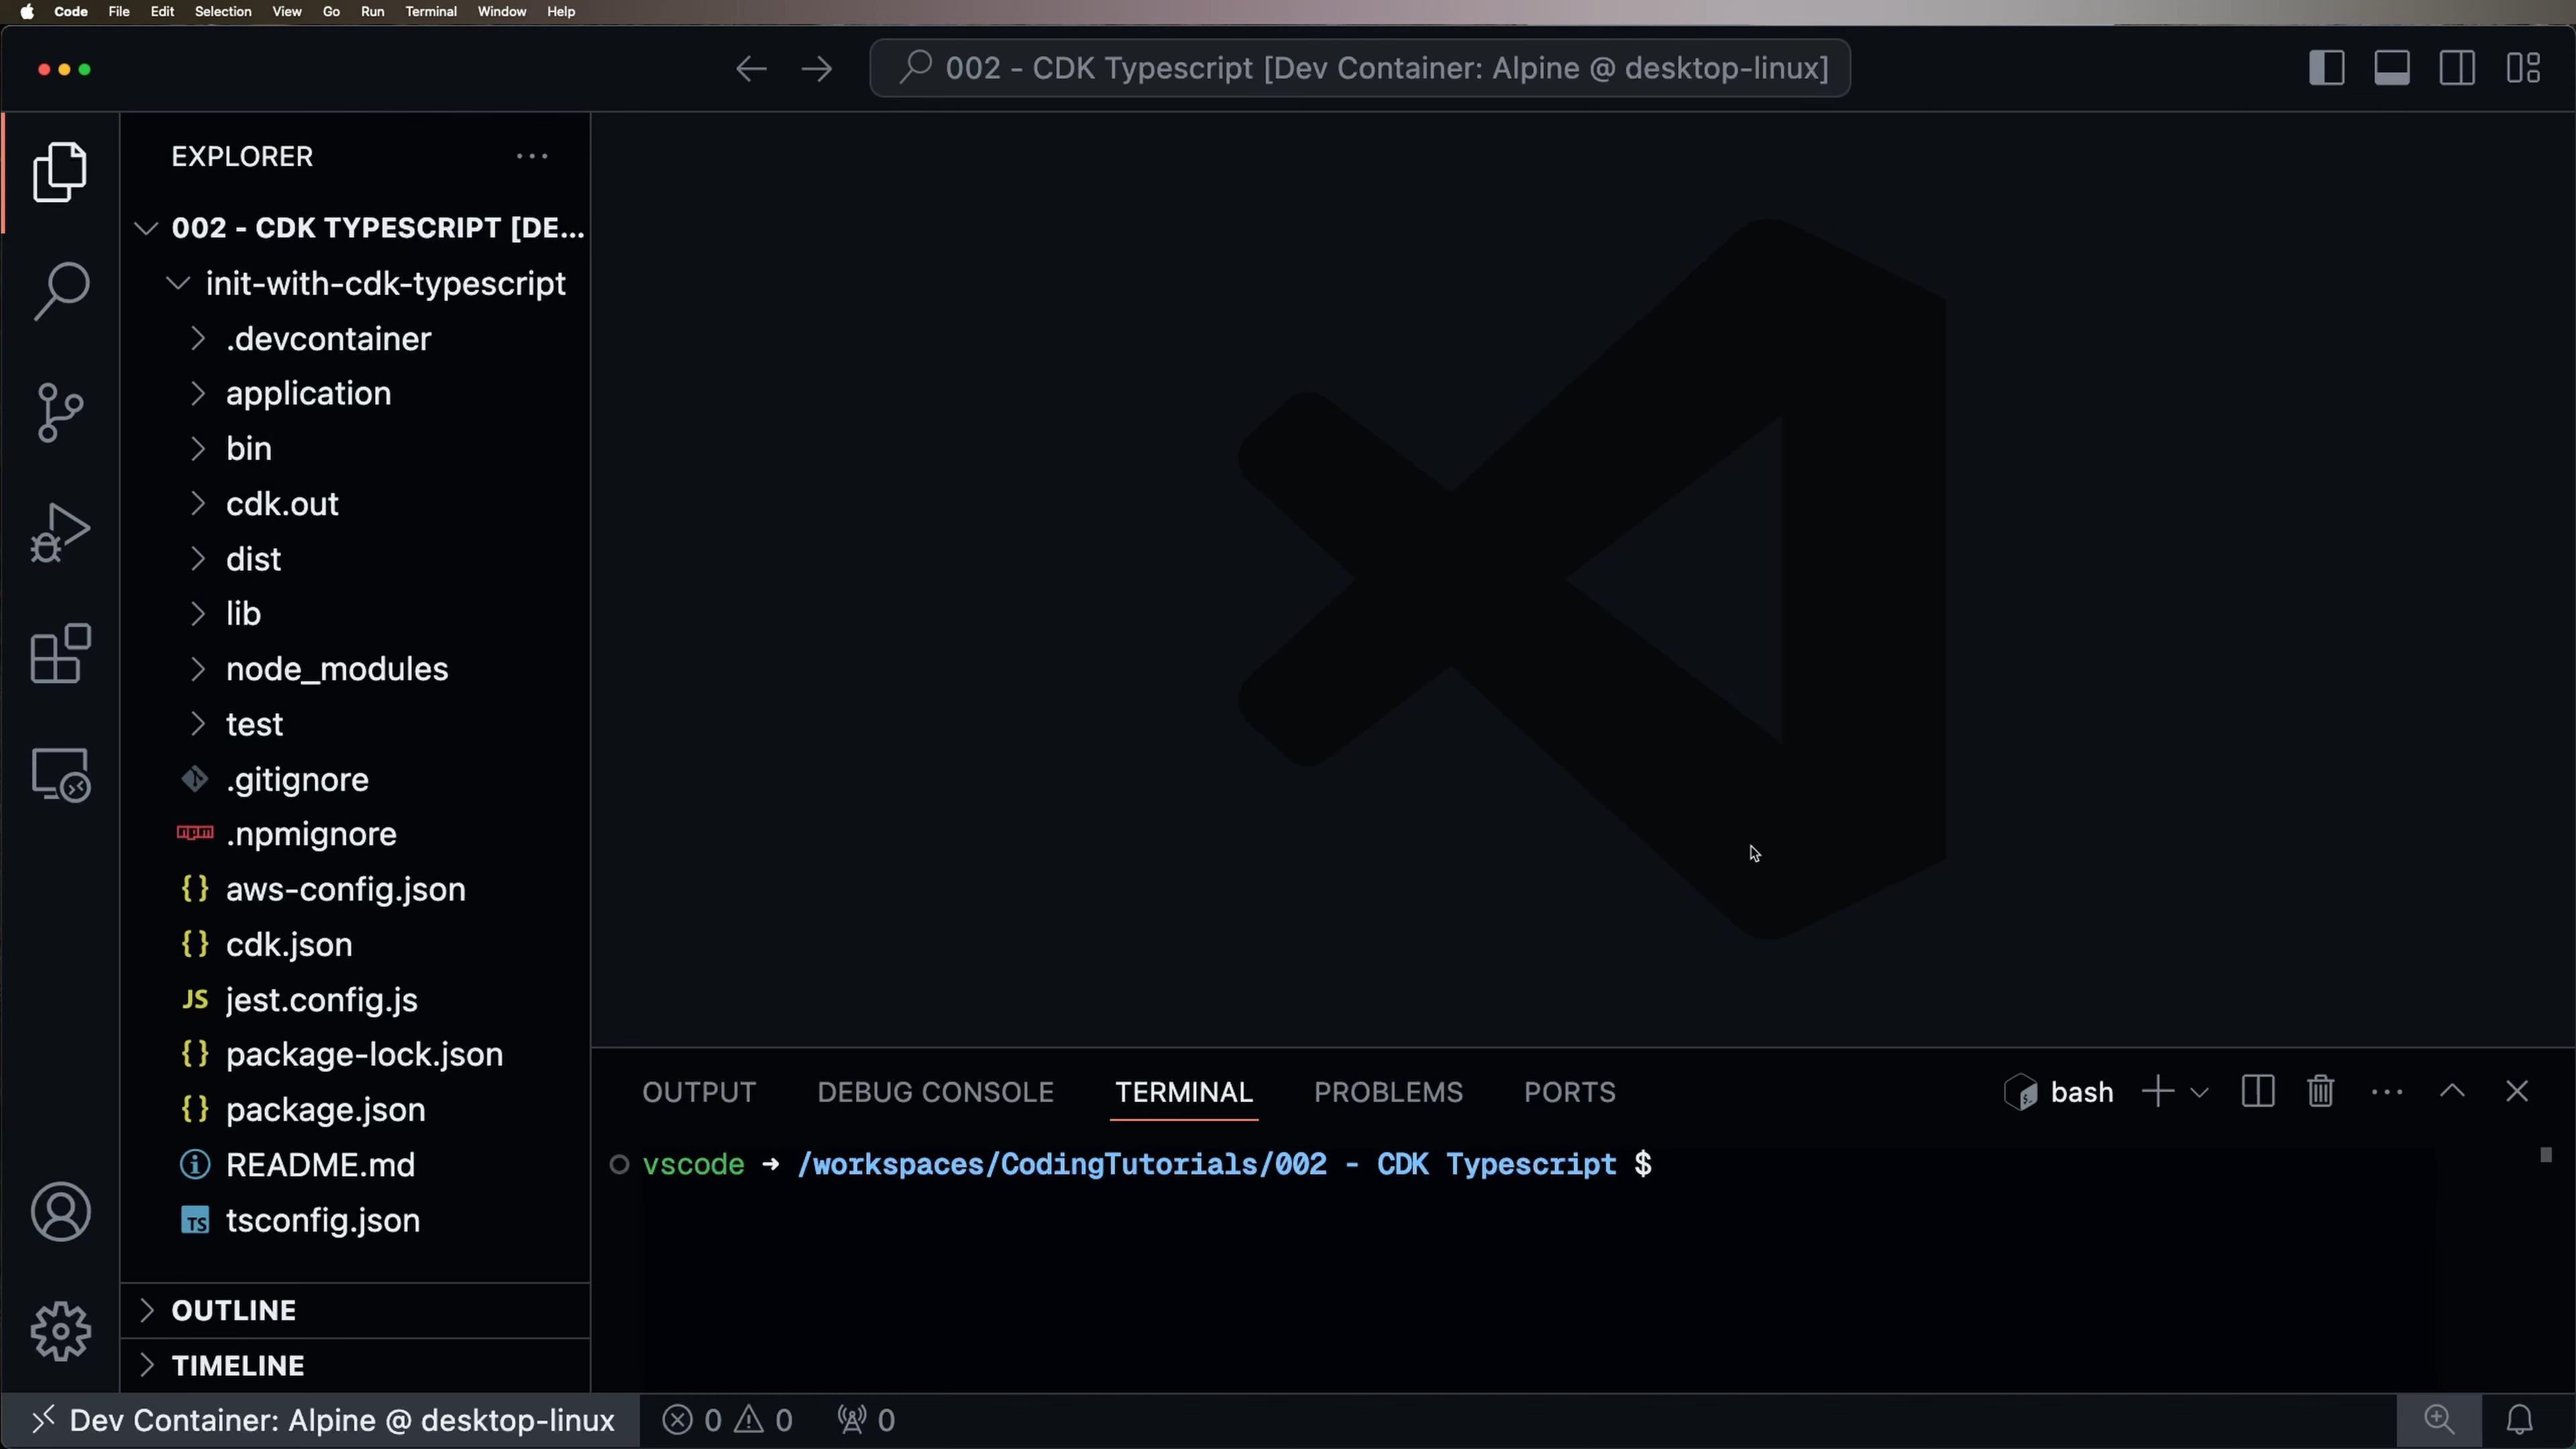 Code File Edit Selection View Go Run Terminal Window Help
002 - CDK Typescript [Dev Container: Alpine @ desktop-linux]
EXPLORER
002 - CDK TYPESCRIPT [DE...
init-with-cdk-typescript
.devcontainer
application
bin
cdk.out
dist
lib
node_modules
test
.gitignore
.npmignore
aws-config.json
cdk.json
JS jest.config.js
package-lock.json
package.json
README.md
TS tsconfig.json
OUTLINE
TIMELINE
OUTPUT DEBUG CONSOLE TERMINAL PROBLEMS PORTS bash
vscode ➜ /workspaces/CodingTutorials/002 - CDK Typescript $
Dev Container: Alpine @ desktop-linux 0 0 0